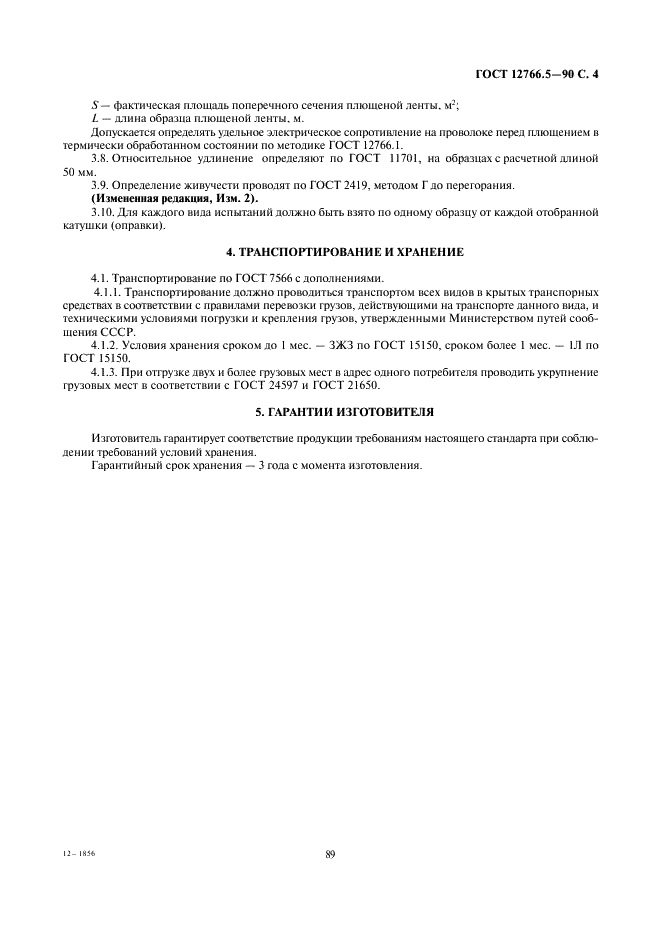 ГОСТ 12766.5—90 С. 4
S — фактическая площадь поперечного сечения плющеной ленты, м²;
L — длина образца плющеной ленты, м.
Допускается определять удельное электрическое сопротивление на проволоке перед плющением в
термически обработанном состоянии по методике ГОСТ 12766.1.
3.8. Относительное удлинение определяют по ГОСТ 11701, на образцах с расчетной длиной
50 мм.
3.9. Определение живучести проводят по ГОСТ 2419, методом Г до перегорания.
(Измененная редакция, Изм. 2).
3.10. Для каждого вида испытаний должно быть взято по одному образцу от каждой отобранной
катушки (оправки).
4. ТРАНСПОРТИРОВАНИЕ И ХРАНЕНИЕ
4.1. Транспортирование по ГОСТ 7566 с дополнениями.
4.1.1. Транспортирование должно проводиться транспортом всех видов в крытых транспортных
средствах в соответствии с правилами перевозки грузов, действующими на транспорте данного вида, и
техническими условиями погрузки и крепления грузов, утвержденными Министерством путей сооб-
щения СССР.
4.1.2. Условия хранения сроком до 1 мес. — ЗЖЗ по ГОСТ 15150, сроком более 1 мес. — 1Л по
ГОСТ 15150.
4.1.3. При отгрузке двух и более грузовых мест в адрес одного потребителя проводить укрупнение
грузовых мест в соответствии с ГОСТ 24597 и ГОСТ 21650.
5. ГАРАНТИИ ИЗГОТОВИТЕЛЯ
Изготовитель гарантирует соответствие продукции требованиям настоящего стандарта при соблю-
дении требований условий хранения.
Гарантийный срок хранения — 3 года с момента изготовления.
12— 1856
89